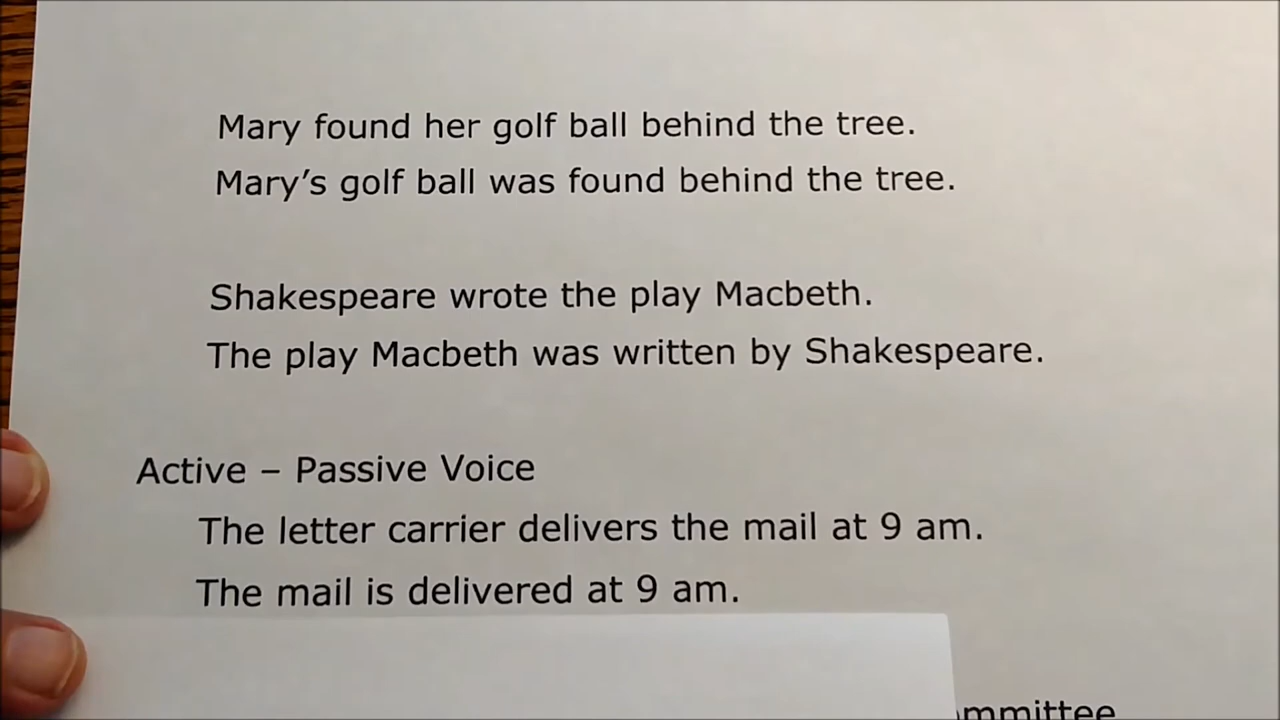 Mary found her golf ball behind the tree.
Mary’s golf ball was found behind the tree.
Shakespeare wrote the play Macbeth.
The play Macbeth was written by Shakespeare.
Active – Passive Voice
The letter carrier delivers the mail at 9 am.
The mail is delivered at 9 am.